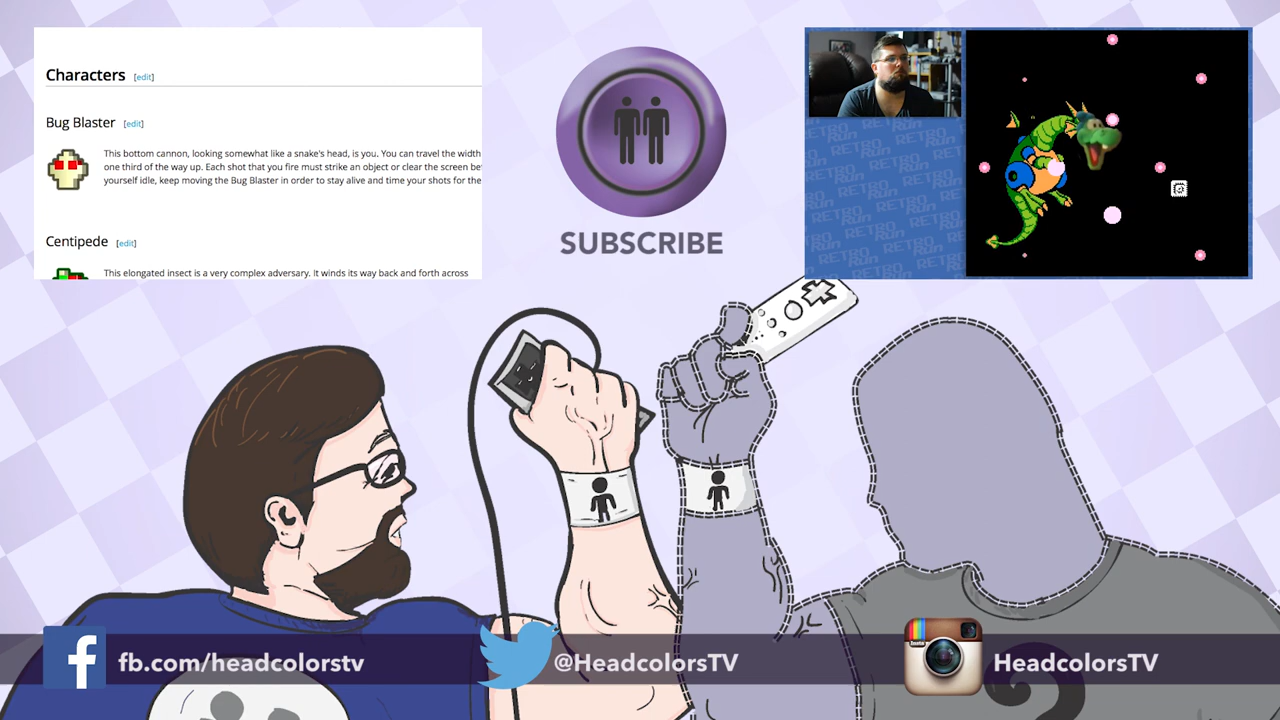 Characters [edit]
Bug Blaster [edit]
This bottom cannon, looking somewhat like a snake's head, is you. You can travel the width
one third of the way up. Each shot that you fire must strike an object or clear the screen be
yourself idle, keep moving the Bug Blaster in order to stay alive and time your shots for the
Centipede [edit]
This elongated insect is a very complex adversary. It winds its way back and forth across
SUBSCRIBE
RETRO
RUN
fb.com/headcolorstv
@HeadcolorsTV
Insta
HeadcolorsTV